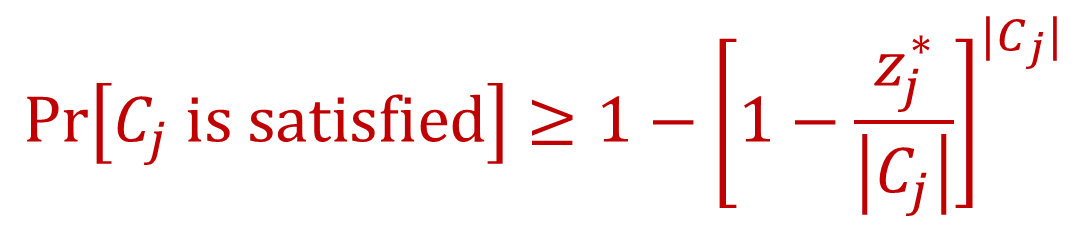 Pr[C_j is satisfied] ≥ 1 − [1 − z_j^*/|C_j|]^{|C_j|}